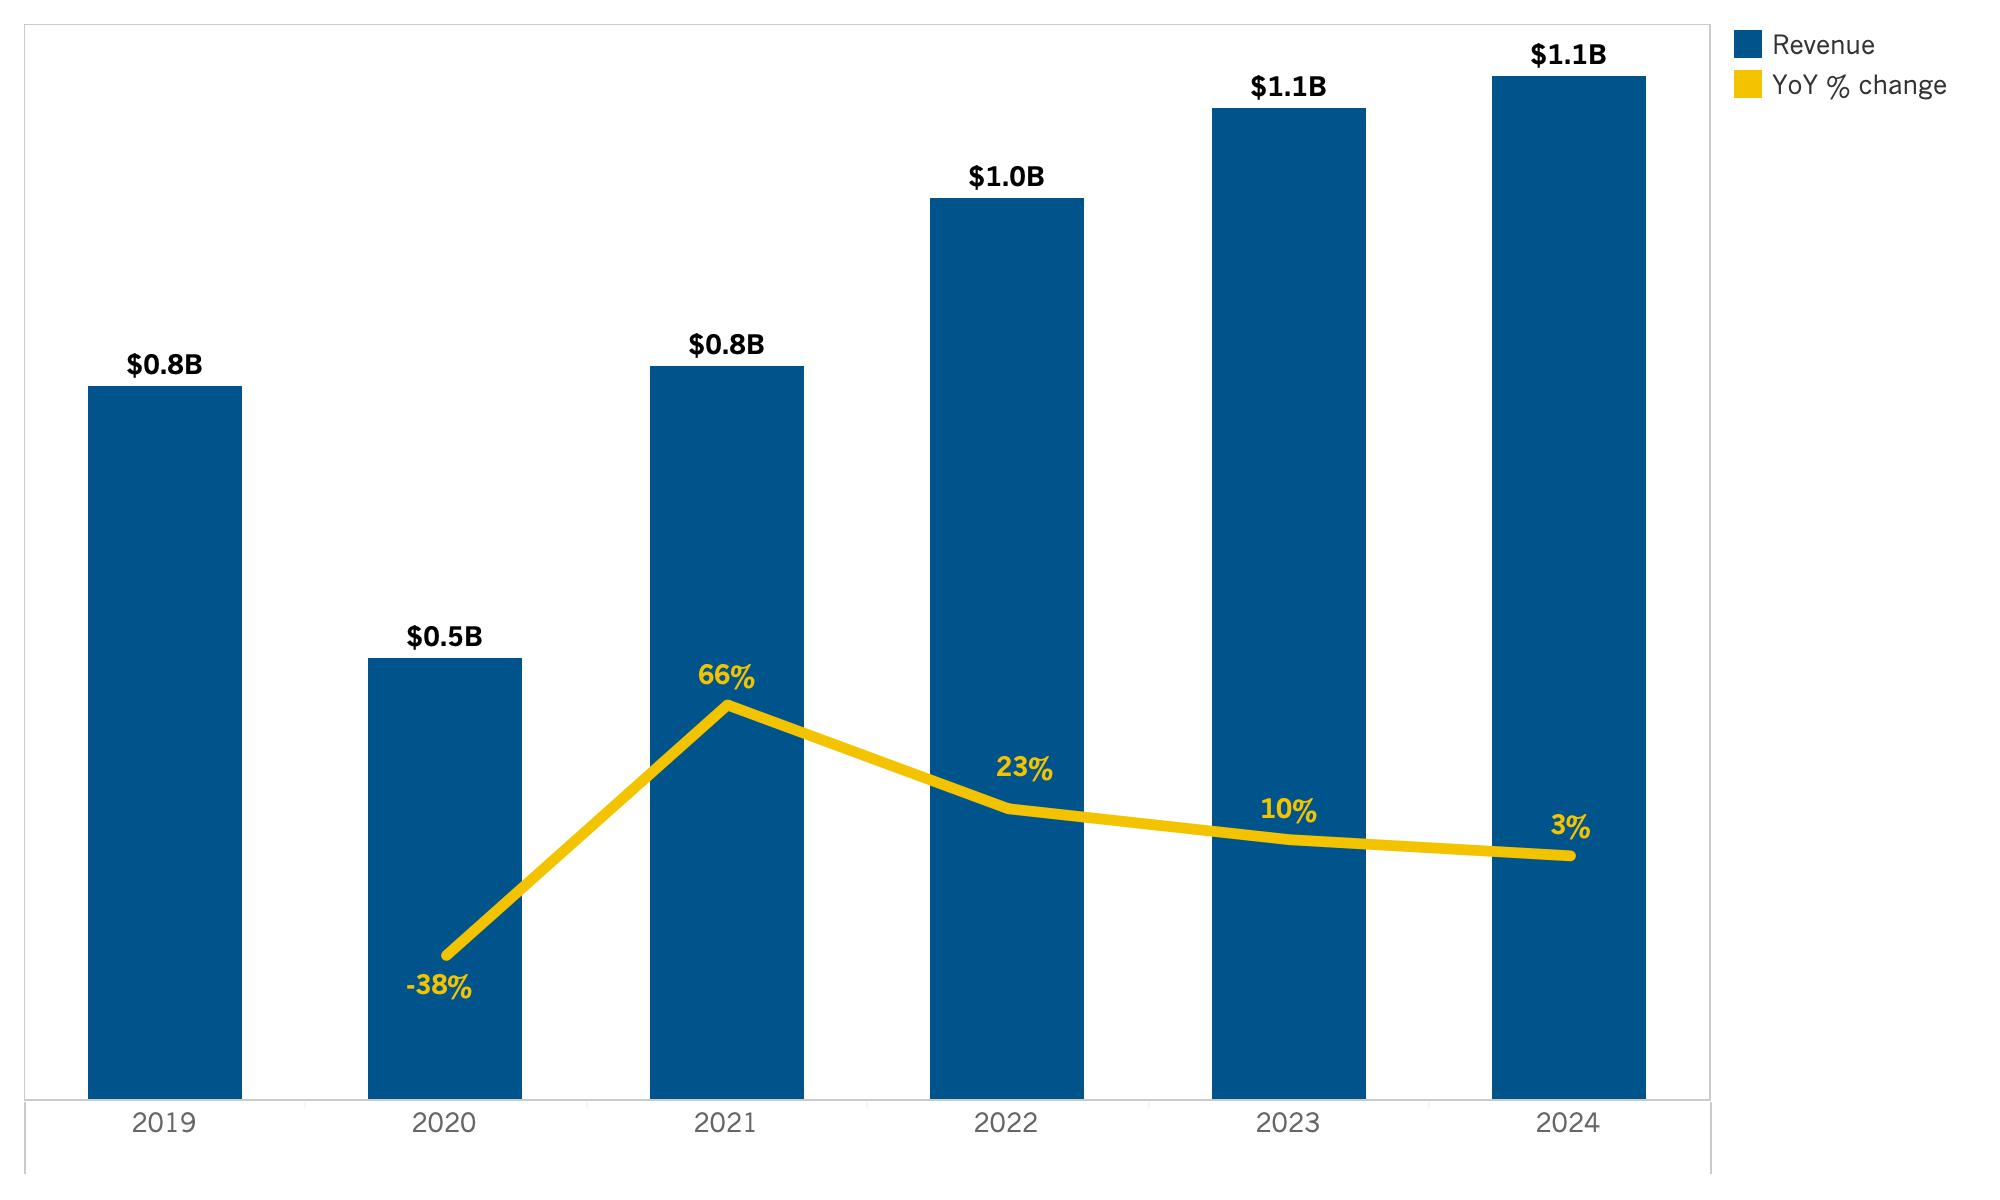 Revenue
YoY % change
$0.8B
$0.5B
$0.8B
$1.0B
$1.1B
$1.1B
-38%
66%
23%
10%
3%
2019
2020
2021
2022
2023
2024